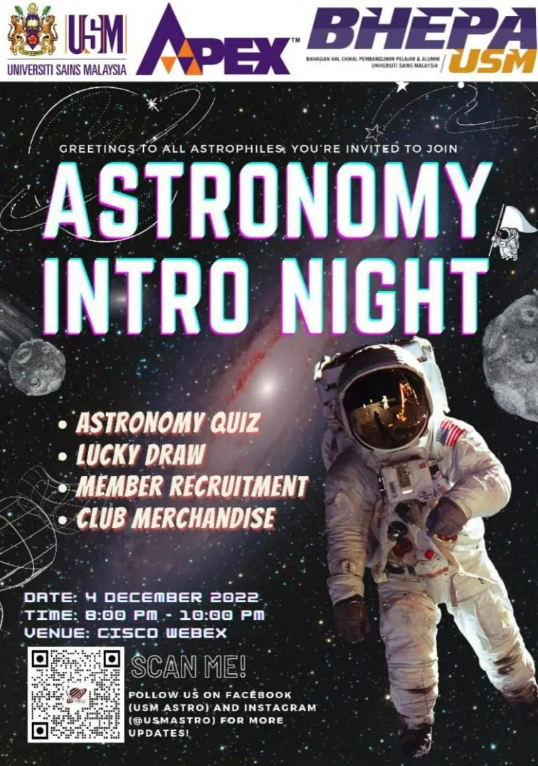 USM
UNIVERSITI SAINS MALAYSIA
APEX™
BHEPA
BAHAGIAN HAL EHWAL PEMBANGUNAN PELAJAR & ALUMNI
UNIVERSITI SAINS MALAYSIA
USM
GREETINGS TO ALL ASTROPHILES, YOU'RE INVITED TO JOIN
ASTRONOMY
INTRO NIGHT
• ASTRONOMY QUIZ
• LUCKY DRAW
• MEMBER RECRUITMENT
• CLUB MERCHANDISE
DATE: 4 DECEMBER 2022
TIME: 8:00 PM - 10:00 PM
VENUE: CISCO WEBEX
SCAN ME!
FOLLOW US ON FACEBOOK
(USM ASTRO) AND INSTAGRAM
(@USMASTRO) FOR MORE
UPDATES!